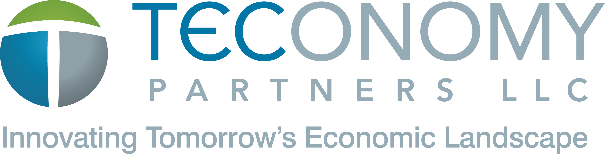 TECONOMY
PARTNERS LLC
Innovating Tomorrow's Economic Landscape